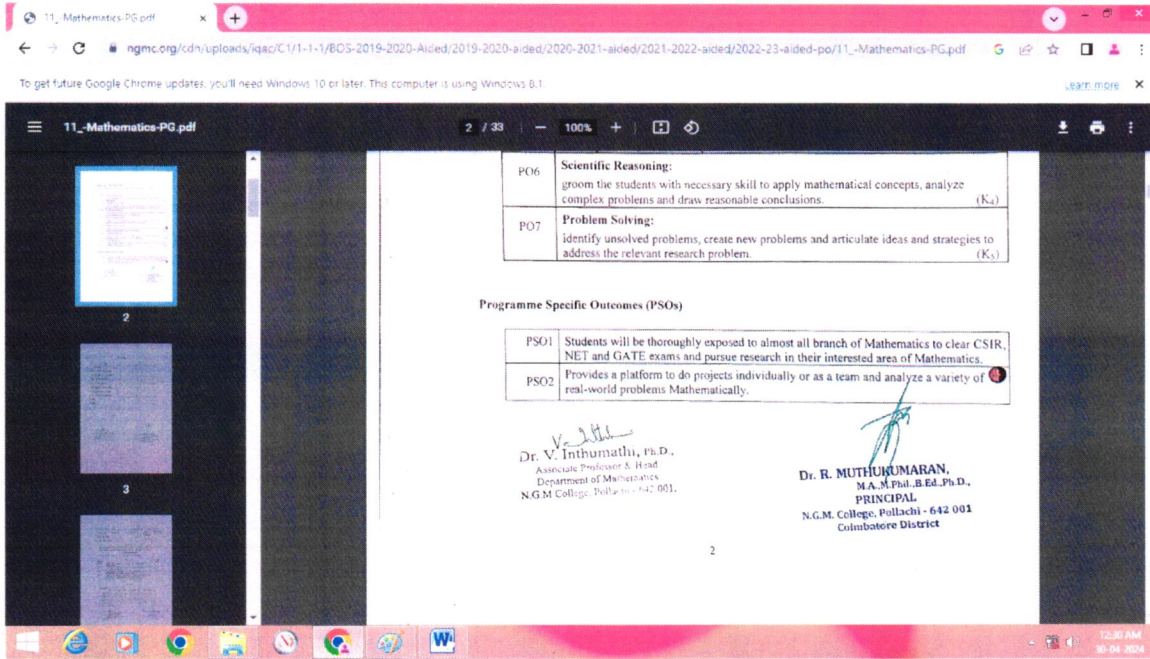 11_-Mathematics-PG.pdf
ngmc.org/cdn/uploads/iqac/C1/1-1-1/BOS-2019-2020-Aided/2019-2020-aided/2020-2021-aided/2021-2022-aided/2022-23-aided-po/11_-Mathematics-PG.pdf
To get future Google Chrome updates, you'll need Windows 10 or later. This computer is using Windows 8.1.
Learn more
11_-Mathematics-PG.pdf
2 / 33
100%
PO6
Scientific Reasoning:
groom the students with necessary skill to apply mathematical concepts, analyze
complex problems and draw reasonable conclusions. (K4)
PO7
Problem Solving:
identify unsolved problems, create new problems and articulate ideas and strategies to
address the relevant research problem. (K5)
Programme Specific Outcomes (PSOs)
PSO1
Students will be thoroughly exposed to almost all branch of Mathematics to clear CSIR,
NET and GATE exams and pursue research in their interested area of Mathematics.
PSO2
Provides a platform to do projects individually or as a team and analyze a variety of
real-world problems Mathematically.
Dr. V. Inthumathi, Ph.D.,
Associate Professor & Head
Department of Mathematics
N.G.M College, Pollachi - 642 001.
Dr. R. MUTHUKUMARAN,
M.A.,M.Phil.,B.Ed.,Ph.D.,
PRINCIPAL
N.G.M. College, Pollachi - 642 001
Coimbatore District
2
2
3
12:30 AM
30-04-2024